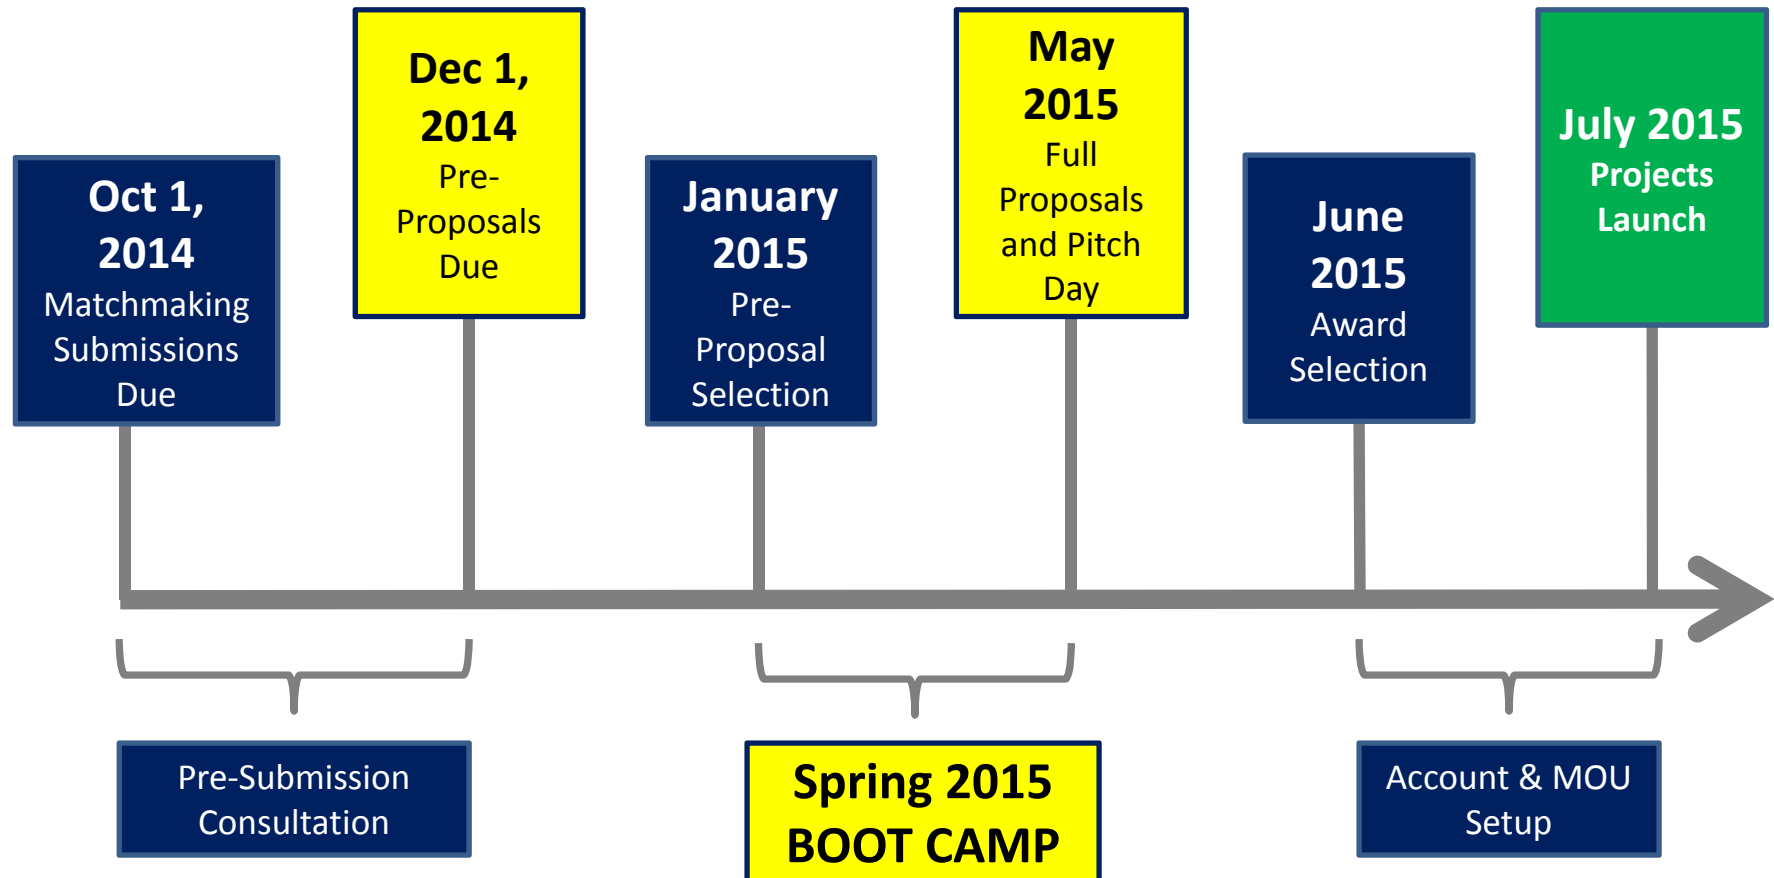 Oct 1,
2014
Matchmaking
Submissions
Due
Dec 1,
2014
Pre-
Proposals
Due
January
2015
Pre-
Proposal
Selection
May
2015
Full
Proposals
and Pitch
Day
June
2015
Award
Selection
July 2015
Projects
Launch
Pre-Submission
Consultation
Spring 2015
BOOT CAMP
Account & MOU
Setup